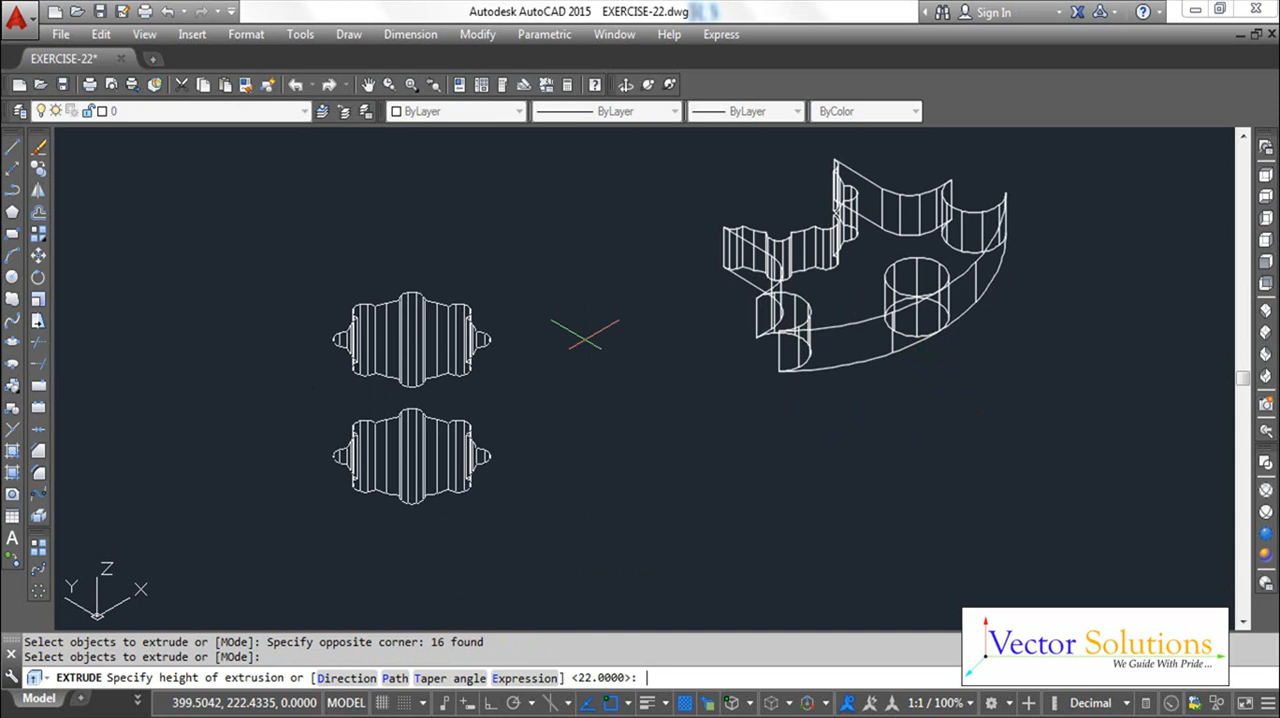 Autodesk AutoCAD 2015 EXERCISE-22.dwg
Sign In
File Edit View Insert Format Tools Draw Dimension Modify Parametric Window Help Express
EXERCISE-22*
0 ByLayer ByLayer ByLayer ByColor
Z
Y X
Select objects to extrude or [MOde]: Specify opposite corner: 16 found
Select objects to extrude or [MOde]:
EXTRUDE Specify height of extrusion or [Direction Path Taper angle Expression] <22.0000>:
Vector Solutions
We Guide With Pride ...
Model 399.5042, 222.4335, 0.0000 MODEL 1:1 / 100% Decimal